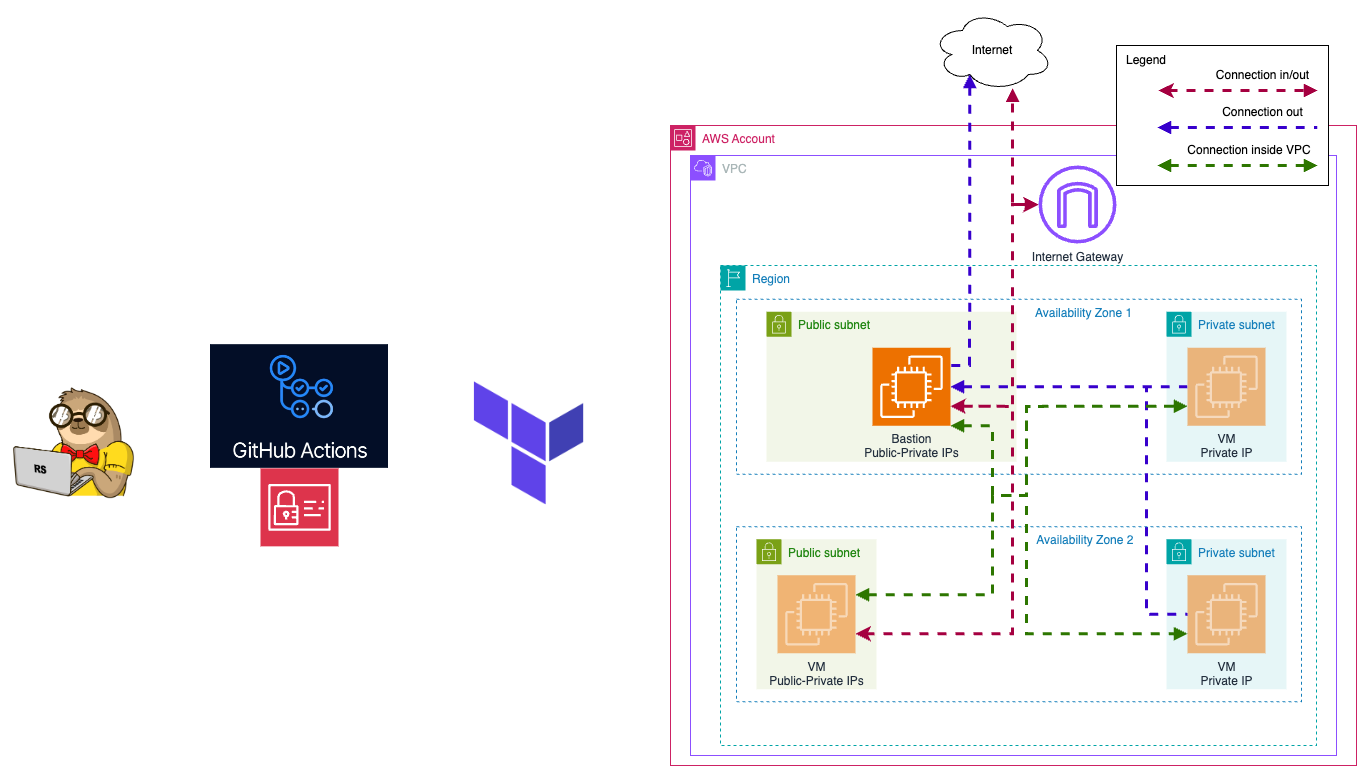 Internet
Legend
Connection in/out
Connection out
Connection inside VPC
AWS Account
VPC
Internet Gateway
Region
Availability Zone 1
Public subnet
Private subnet
Bastion
Public-Private IPs
VM
Private IP
GitHub Actions
RS
Availability Zone 2
Public subnet
Private subnet
VM
Public-Private IPs
VM
Private IP